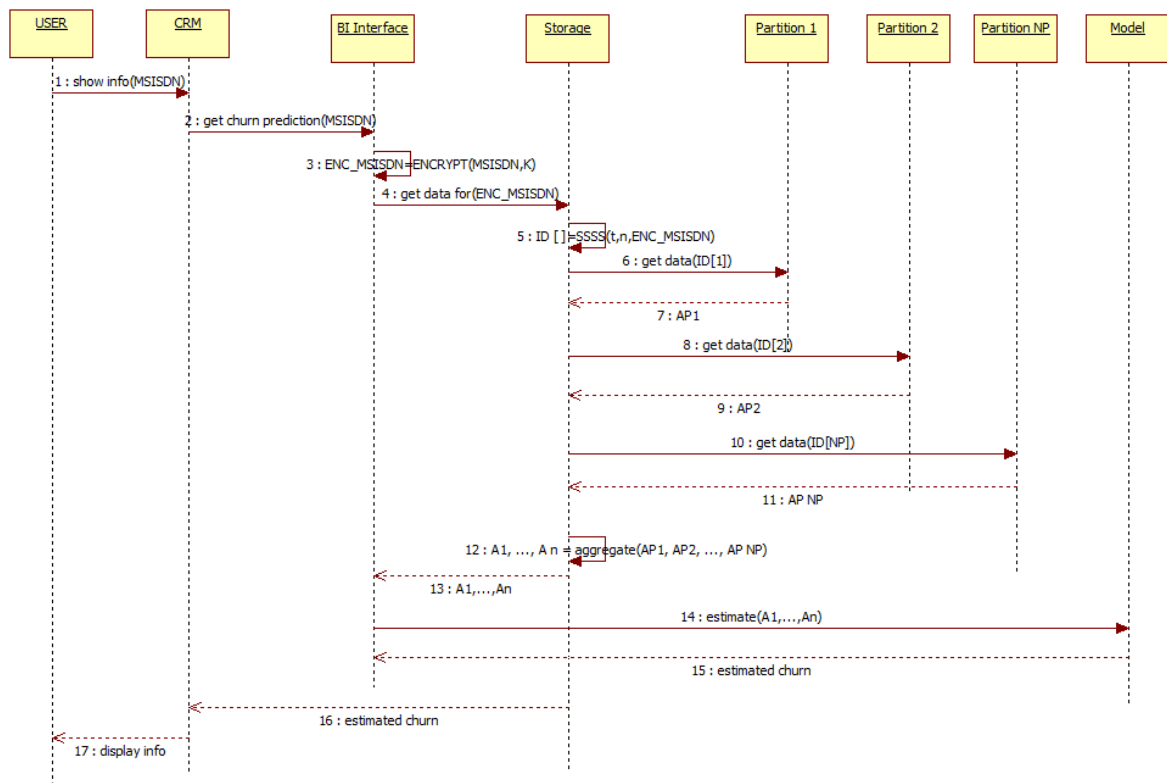 USER
CRM
BI Interface
Storage
Partition 1
Partition 2
Partition NP
Model
1 : show info(MSISDN)
2 : get churn prediction(MSISDN)
3 : ENC_MSISDN=ENCRYPT(MSISDN,K)
4 : get data for(ENC_MSISDN)
5 : ID [ ]=SSSS(t,n,ENC_MSISDN)
6 : get data(ID[1])
7 : AP1
8 : get data(ID[2])
9 : AP2
10 : get data(ID[NP])
11 : AP NP
12 : A1, ..., A n = aggregate(AP1, AP2, ..., AP NP)
13 : A1,...,An
14 : estimate(A1,...,An)
15 : estimated churn
16 : estimated churn
17 : display info